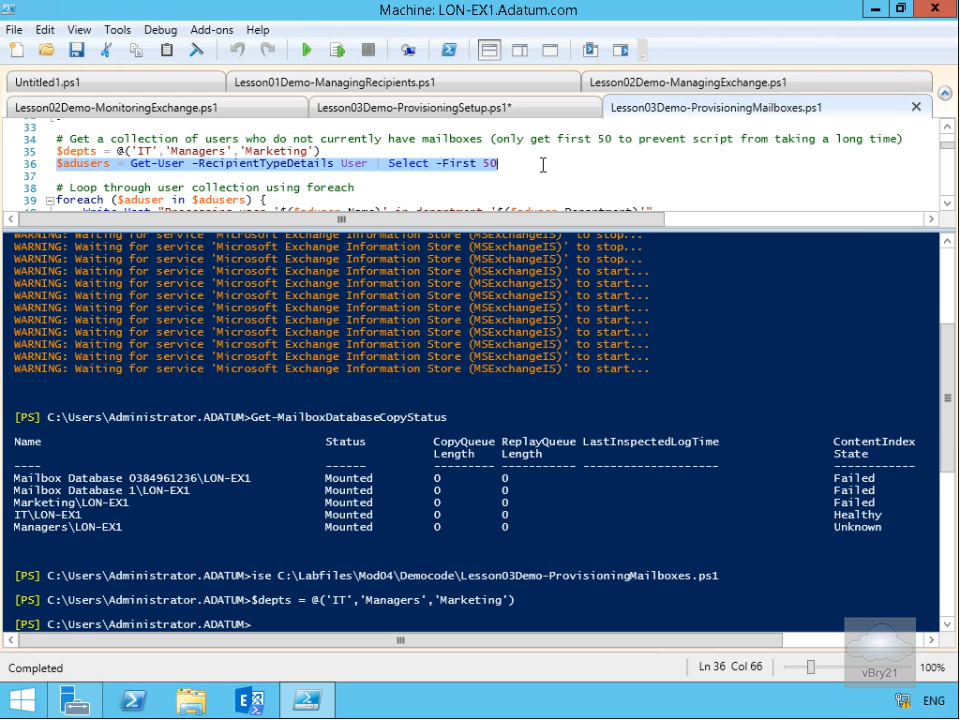 Machine: LON-EX1.Adatum.com
File Edit View Tools Debug Add-ons Help
Untitled1.ps1 Lesson01Demo-ManagingRecipients.ps1 Lesson02Demo-ManagingExchange.ps1
Lesson02Demo-MonitoringExchange.ps1 Lesson03Demo-ProvisioningSetup.ps1* Lesson03Demo-ProvisioningMailboxes.ps1
33
34 # Get a collection of users who do not currently have mailboxes (only get first 50 to prevent script from taking a long time)
35 $depts = @('IT','Managers','Marketing')
36 $adusers = Get-User -RecipientTypeDetails User | Select -First 50
37
38 # Loop through user collection using foreach
39 foreach ($aduser in $adusers) {
WARNING: Waiting for service 'Microsoft Exchange Information Store (MSExchangeIS)' to stop...
WARNING: Waiting for service 'Microsoft Exchange Information Store (MSExchangeIS)' to stop...
WARNING: Waiting for service 'Microsoft Exchange Information Store (MSExchangeIS)' to stop...
WARNING: Waiting for service 'Microsoft Exchange Information Store (MSExchangeIS)' to start...
WARNING: Waiting for service 'Microsoft Exchange Information Store (MSExchangeIS)' to start...
WARNING: Waiting for service 'Microsoft Exchange Information Store (MSExchangeIS)' to start...
WARNING: Waiting for service 'Microsoft Exchange Information Store (MSExchangeIS)' to start...
WARNING: Waiting for service 'Microsoft Exchange Information Store (MSExchangeIS)' to start...
WARNING: Waiting for service 'Microsoft Exchange Information Store (MSExchangeIS)' to start...
WARNING: Waiting for service 'Microsoft Exchange Information Store (MSExchangeIS)' to start...
WARNING: Waiting for service 'Microsoft Exchange Information Store (MSExchangeIS)' to start...
WARNING: Waiting for service 'Microsoft Exchange Information Store (MSExchangeIS)' to start...
[PS] C:\Users\Administrator.ADATUM>Get-MailboxDatabaseCopyStatus
Name Status CopyQueue ReplayQueue LastInspectedLogTime ContentIndex
Length Length State
---- ------ --------- ----------- -------------------- ------------
Mailbox Database 0384961236\LON-EX1 Mounted 0 0 Failed
Mailbox Database 1\LON-EX1 Mounted 0 0 Failed
Marketing\LON-EX1 Mounted 0 0 Failed
IT\LON-EX1 Mounted 0 0 Healthy
Managers\LON-EX1 Mounted 0 0 Unknown
[PS] C:\Users\Administrator.ADATUM>ise C:\Labfiles\Mod04\Democode\Lesson03Demo-ProvisioningMailboxes.ps1
[PS] C:\Users\Administrator.ADATUM>$depts = @('IT','Managers','Marketing')
[PS] C:\Users\Administrator.ADATUM>
Completed Ln 36 Col 66 100%
vBry21
ENG